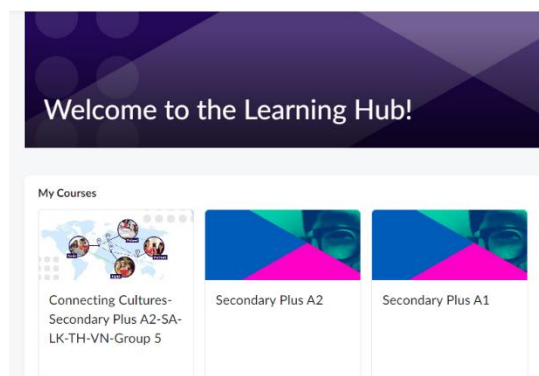 Welcome to the Learning Hub!
My Courses
Connecting Cultures-
Secondary Plus A2-SA-
LK-TH-VN-Group 5
Secondary Plus A2
Secondary Plus A1